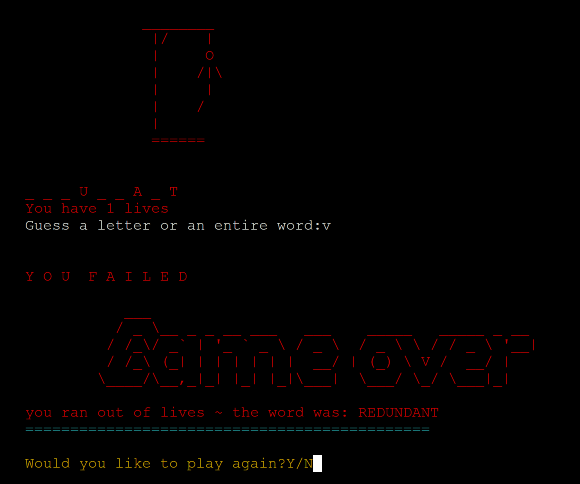 _ _ _ U _ _ A _ T
You have 1 lives
Guess a letter or an entire word:v
Y O U  F A I L E D
Game over
you ran out of lives ~ the word was: REDUNDANT
=============================================
Would you like to play again?Y/N